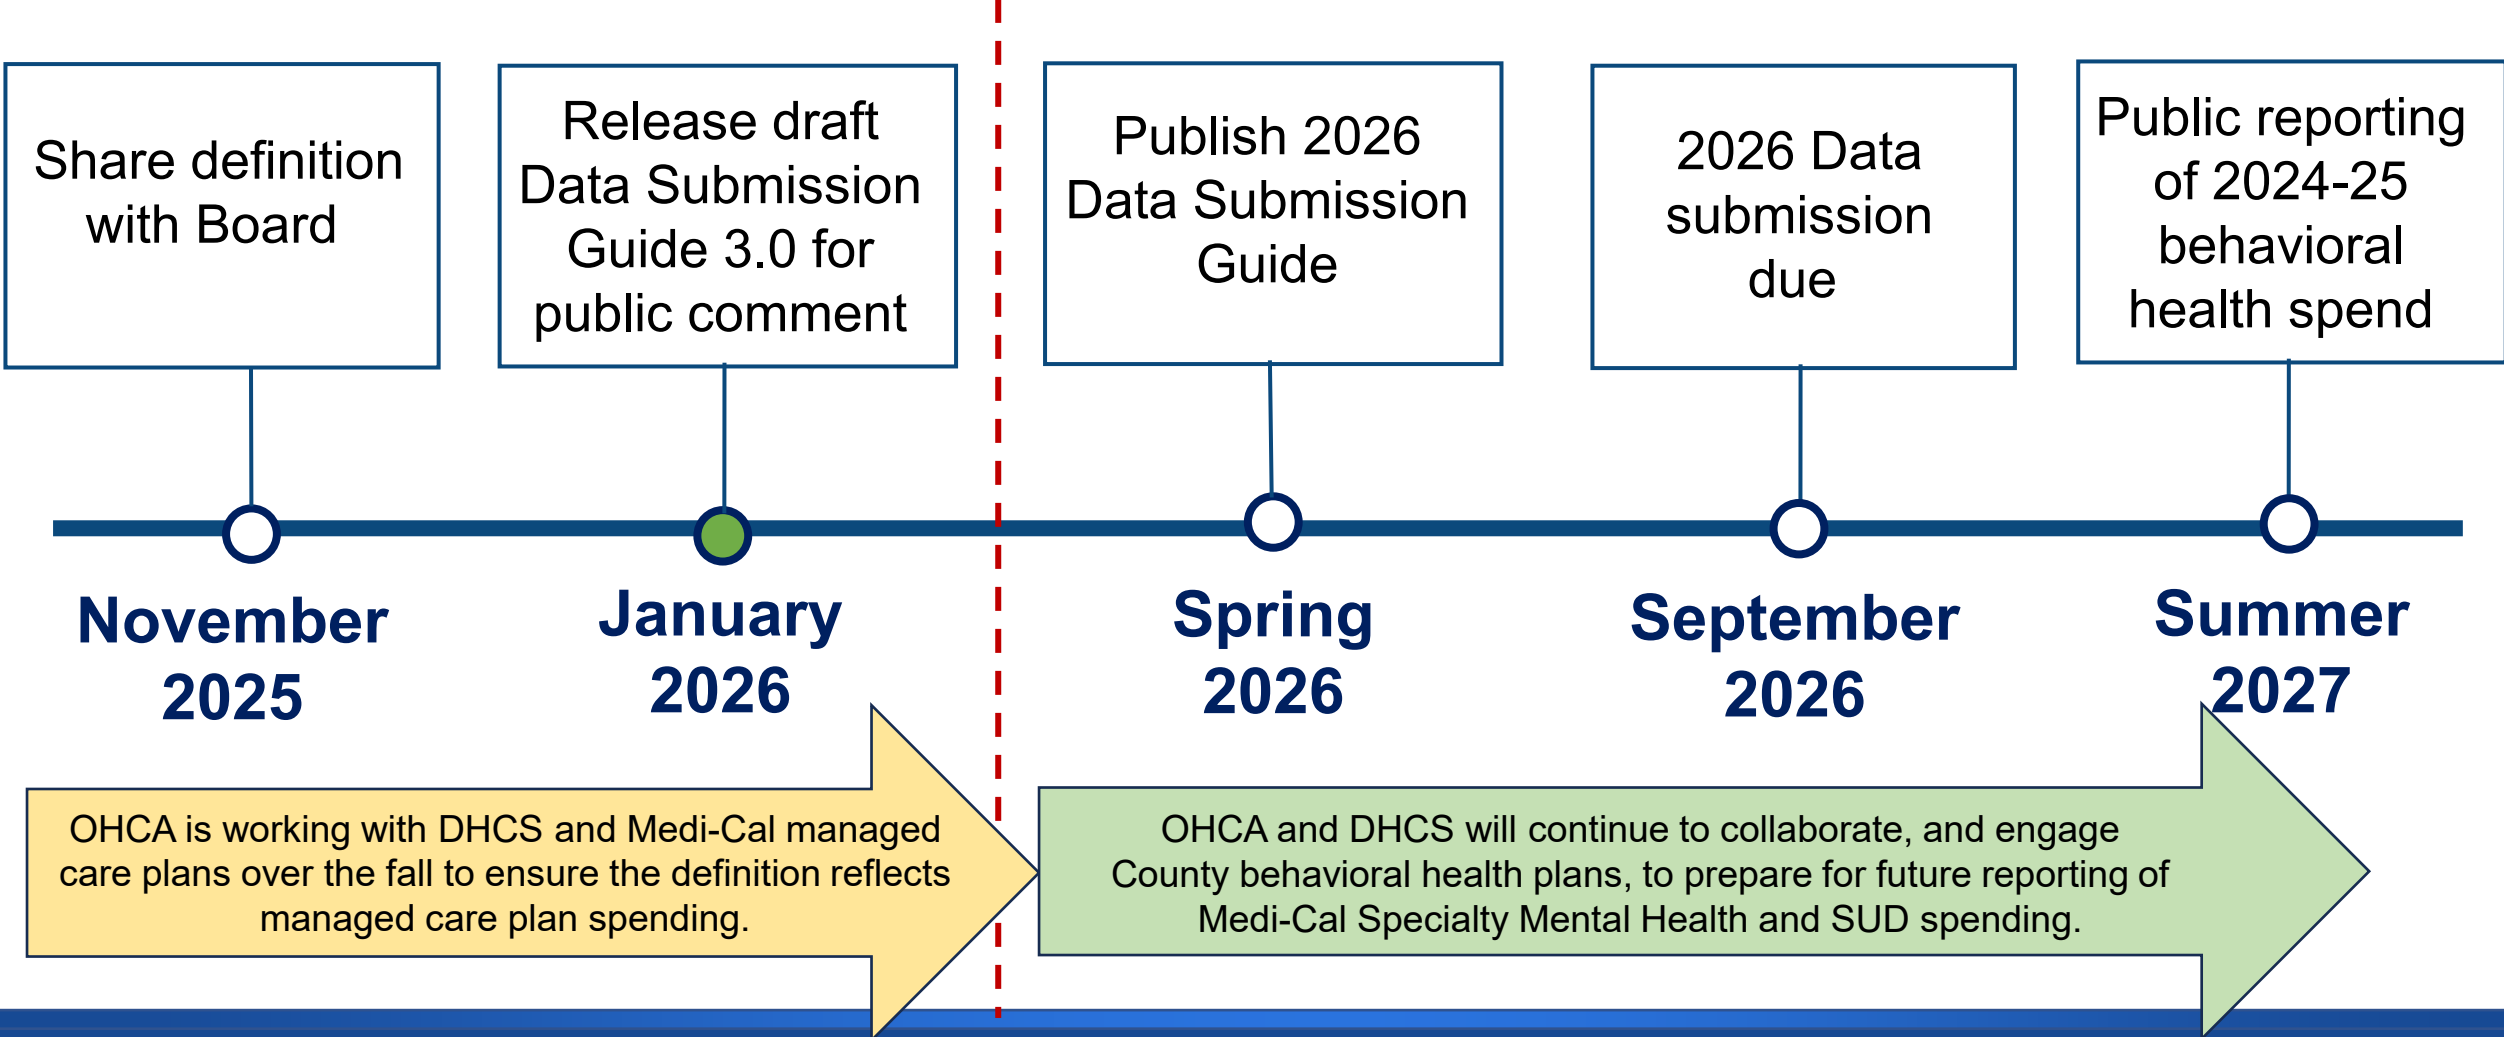 Share definition
with Board
Release draft
Data Submission
Guide 3.0 for
public comment
Publish 2026
Data Submission
Guide
2026 Data
submission
due
Public reporting
of 2024-25
behavioral
health spend
November
2025
January
2026
Spring
2026
September
2026
Summer
2027
OHCA is working with DHCS and Medi-Cal managed
care plans over the fall to ensure the definition reflects
managed care plan spending.
OHCA and DHCS will continue to collaborate, and engage
County behavioral health plans, to prepare for future reporting of
Medi-Cal Specialty Mental Health and SUD spending.